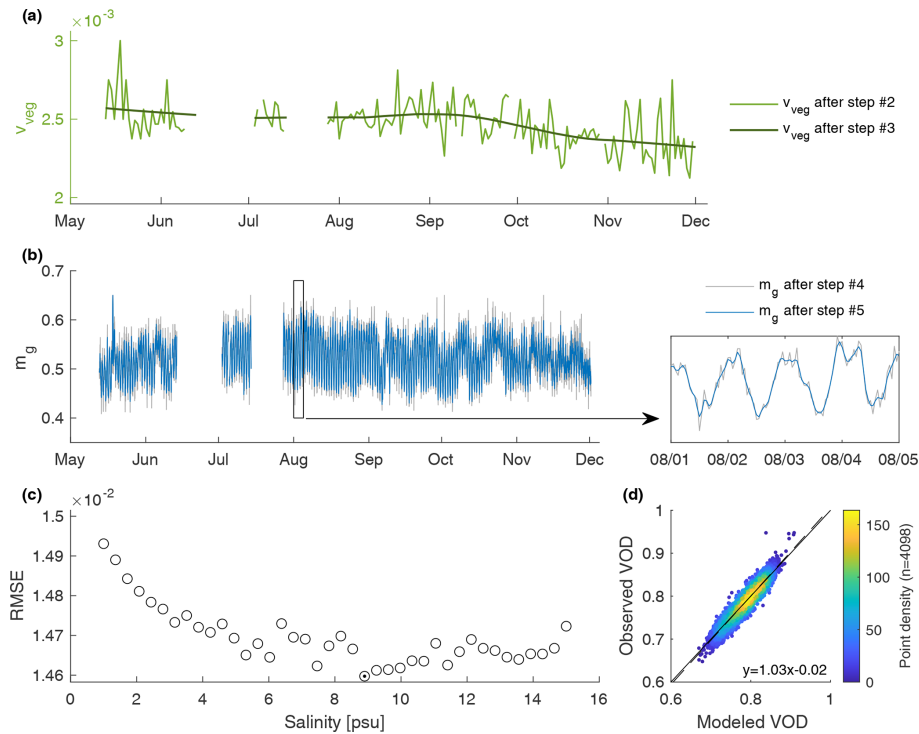 (a)
×10⁻³
3
2.5
2
v_veg
May Jun Jul Aug Sep Oct Nov Dec
v_veg after step #2
v_veg after step #3
(b)
0.7
0.6
0.5
0.4
m_g
May Jun Jul Aug Sep Oct Nov Dec
m_g after step #4
m_g after step #5
08/01 08/02 08/03 08/04 08/05
(c)
×10⁻²
1.5
1.49
1.48
1.47
1.46
RMSE
0 2 4 6 8 10 12 14 16
Salinity [psu]
(d)
1
0.9
0.8
0.7
0.6
Observed VOD
y=1.03x-0.02
0.6 0.8 1
Modeled VOD
150
100
50
0
Point density (n=4098)